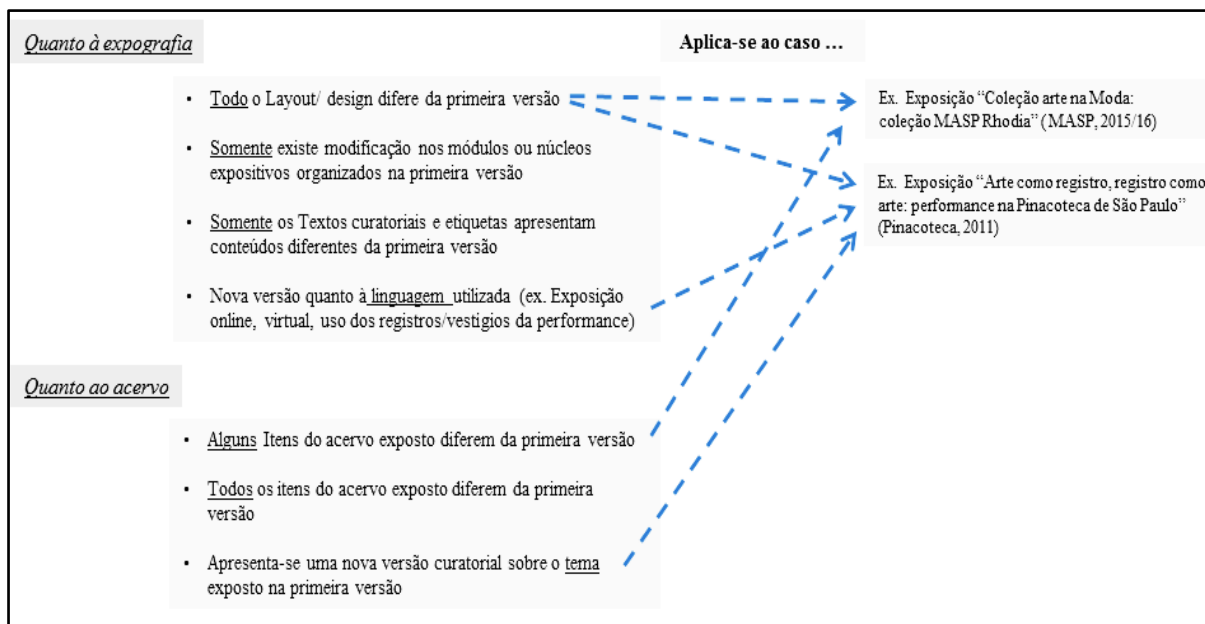 Quanto à expografia
Aplica-se ao caso …
• Todo o Layout/ design difere da primeira versão
• Somente existe modificação nos módulos ou núcleos
expositivos organizados na primeira versão
• Somente os Textos curatoriais e etiquetas apresentam
conteúdos diferentes da primeira versão
• Nova versão quanto à linguagem utilizada (ex. Exposição
online, virtual, uso dos registros/vestígios da performance)
Ex. Exposição “Coleção arte na Moda:
coleção MASP Rhodia” ( MASP, 2015/16)
Ex. Exposição “Arte como registro, registro como
arte: performance na Pinacoteca de São Paulo”
(Pinacoteca, 2011)
Quanto ao acervo
• Alguns Itens do acervo exposto diferem da primeira versão
• Todos os itens do acervo exposto diferem da primeira
versão
• Apresenta-se uma nova versão curatorial sobre o tema
exposto na primeira versão